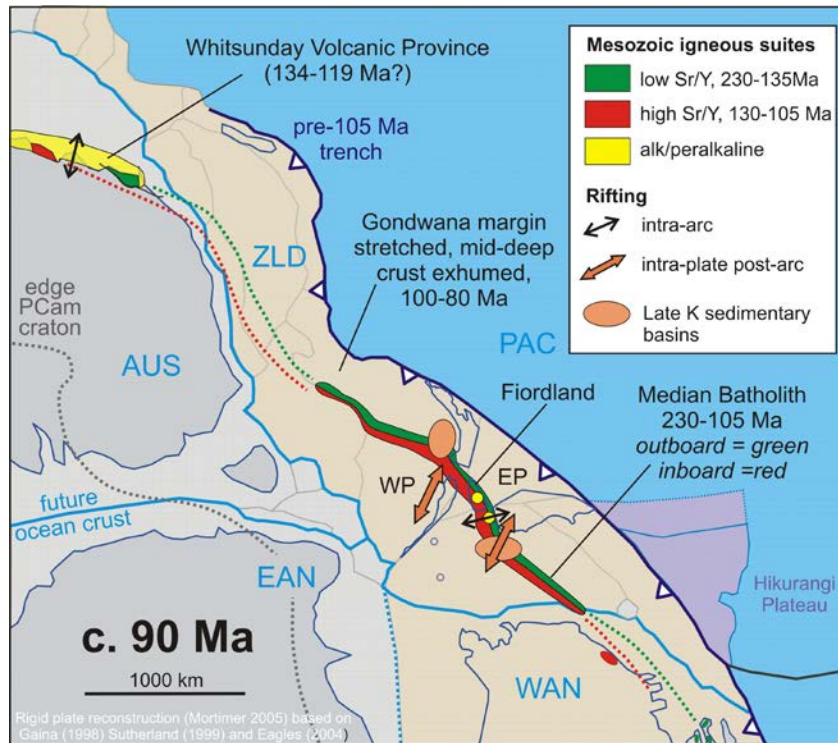 Whitsunday Volcanic Province
(134-119 Ma?)
pre-105 Ma
trench
Mesozoic igneous suites
low Sr/Y, 230-135Ma
high Sr/Y, 130-105 Ma
alk/peralkaline
Rifting
intra-arc
intra-plate post-arc
Late K sedimentary
basins
Gondwana margin
stretched, mid-deep
crust exhumed,
100-80 Ma
ZLD
edge
PCam
craton
AUS
PAC
Fiordland
Median Batholith
230-105 Ma
outboard = green
inboard =red
WP
EP
future
ocean crust
EAN
Hikurangi
Plateau
c. 90 Ma
1000 km
WAN
Rigid plate reconstruction (Mortimer 2005) based on
Gaina (1998) Sutherland (1999) and Eagles (2004)